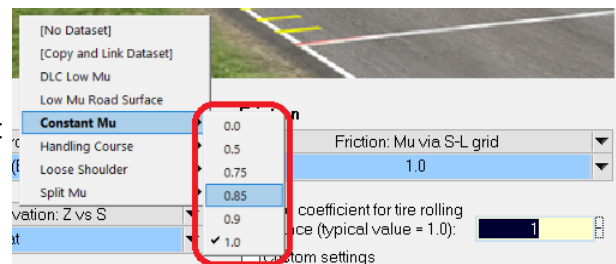 [No Dataset]
[Copy and Link Dataset]
DLC Low Mu
Low Mu Road Surface
Constant Mu
Handling Course
Loose Shoulder
Split Mu
0.0
0.5
0.75
0.85
0.9
✓ 1.0
Friction: Mu via S-L grid
1.0
vation: Z vs S
coefficient for tire rolling
ce (typical value = 1.0):
1
tom settings